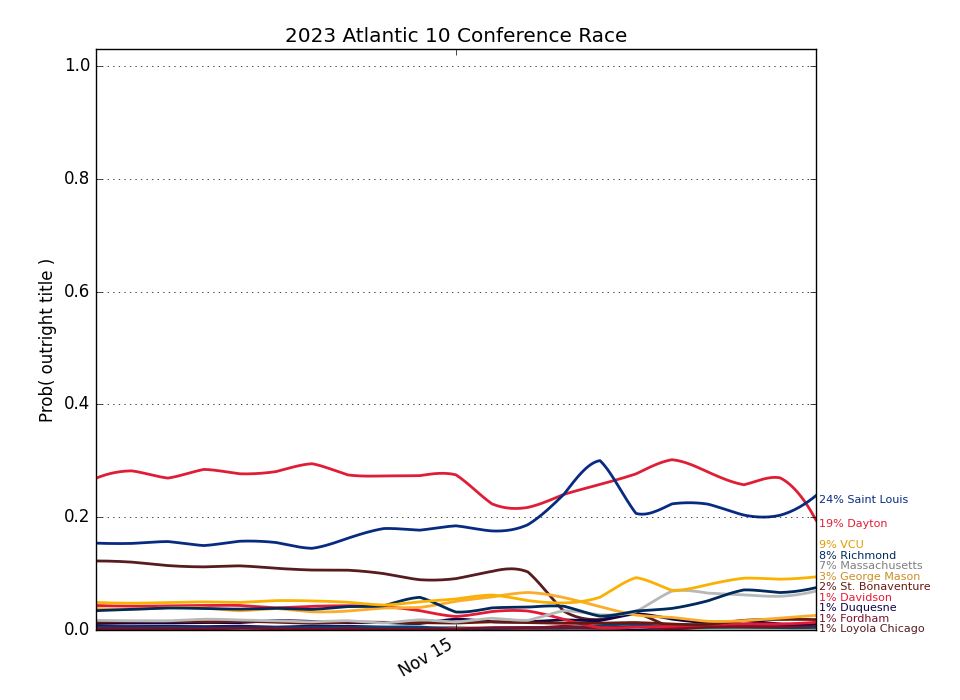 2023 Atlantic 10 Conference Race
1.0
0.8
0.6
0.4
0.2
0.0
Prob( outright title )
Nov 15
24% Saint Louis
19% Dayton
9% VCU
8% Richmond
7% Massachusetts
3% George Mason
2% St. Bonaventure
1% Davidson
1% Duquesne
1% Fordham
1% Loyola Chicago